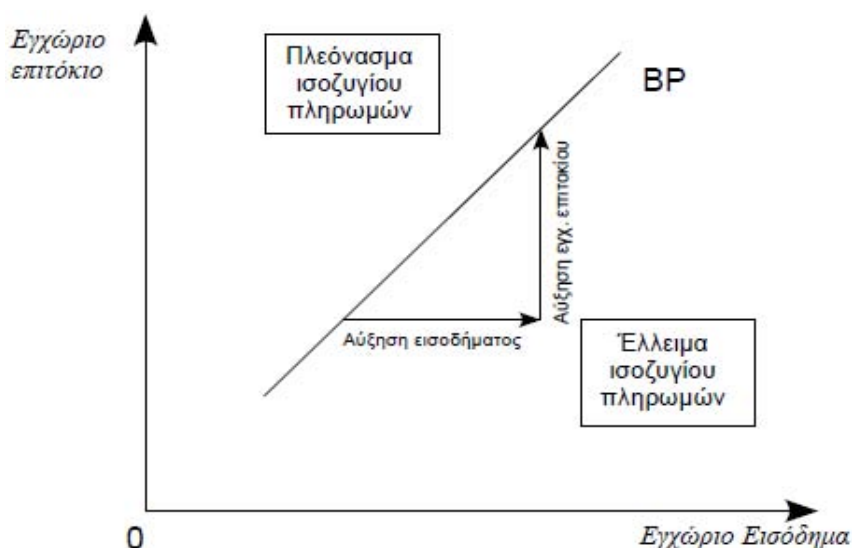 Εγχώριο
επιτόκιο
Πλεόνασμα
ισοζυγίου
πληρωμών
BP
Αύξηση εγχ. επιτοκίου
Αύξηση εισοδήματος
Έλλειμα
ισοζυγίου
πληρωμών
0
Εγχώριο Εισόδημα